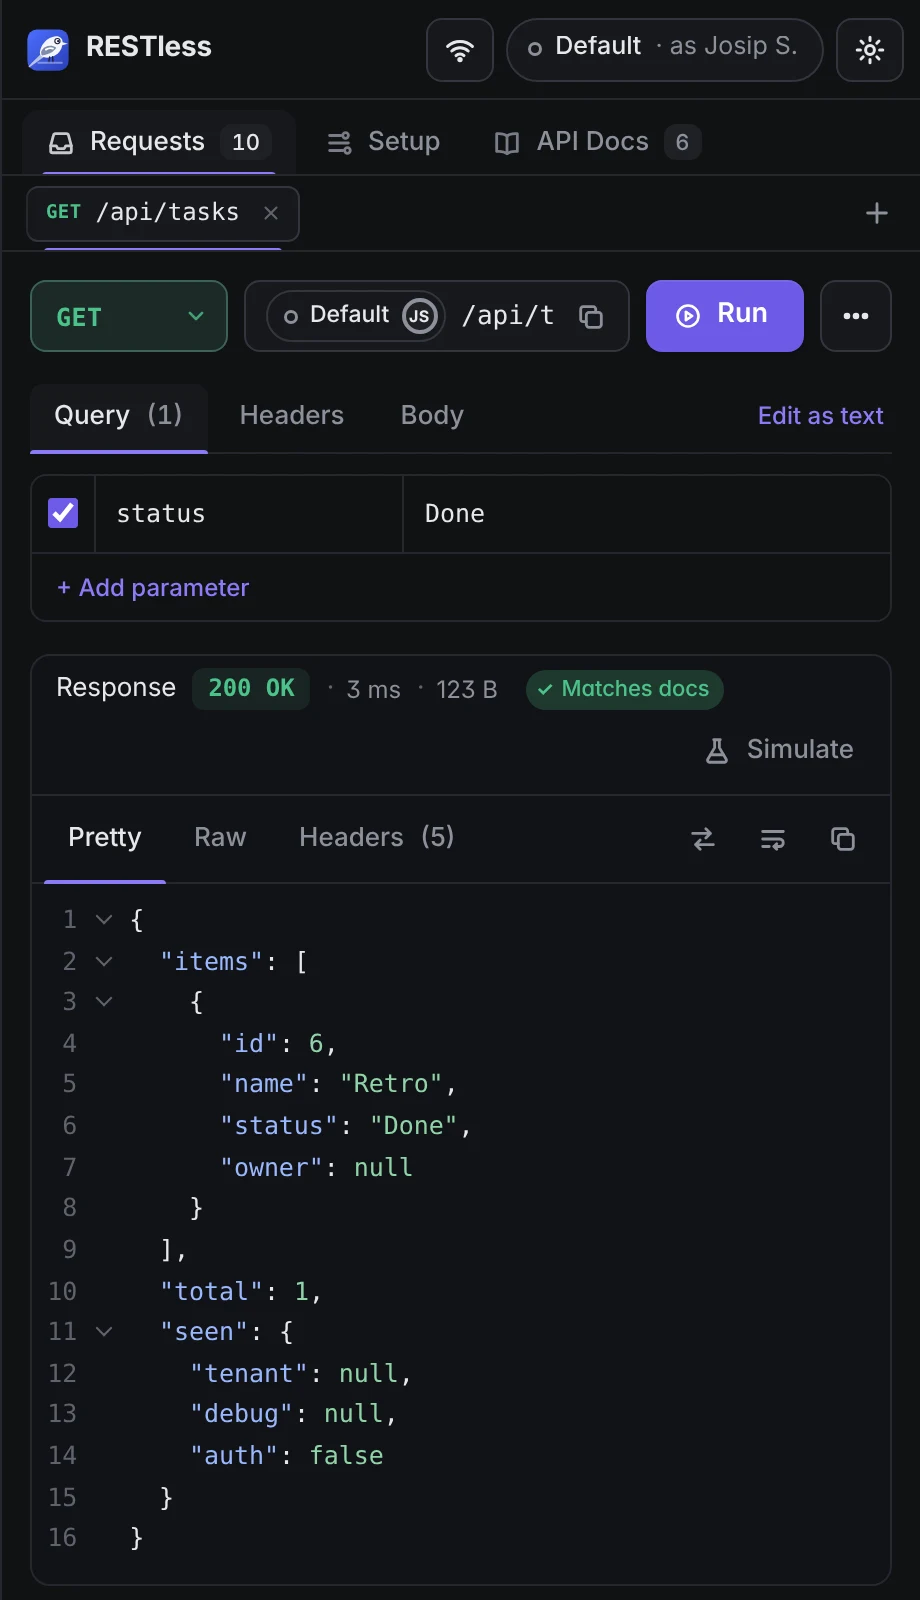 RESTless
Default · as Josip S.
Requests 10 Setup API Docs 6
GET /api/tasks ×
GET Default JS /api/t Run
Query (1) Headers Body Edit as text
status Done
+ Add parameter
Response 200 OK · 3 ms · 123 B Matches docs
Simulate
Pretty Raw Headers (5)
1 {
2 "items": [
3 {
4 "id": 6,
5 "name": "Retro",
6 "status": "Done",
7 "owner": null
8 }
9 ],
10 "total": 1,
11 "seen": {
12 "tenant": null,
13 "debug": null,
14 "auth": false
15 }
16 }